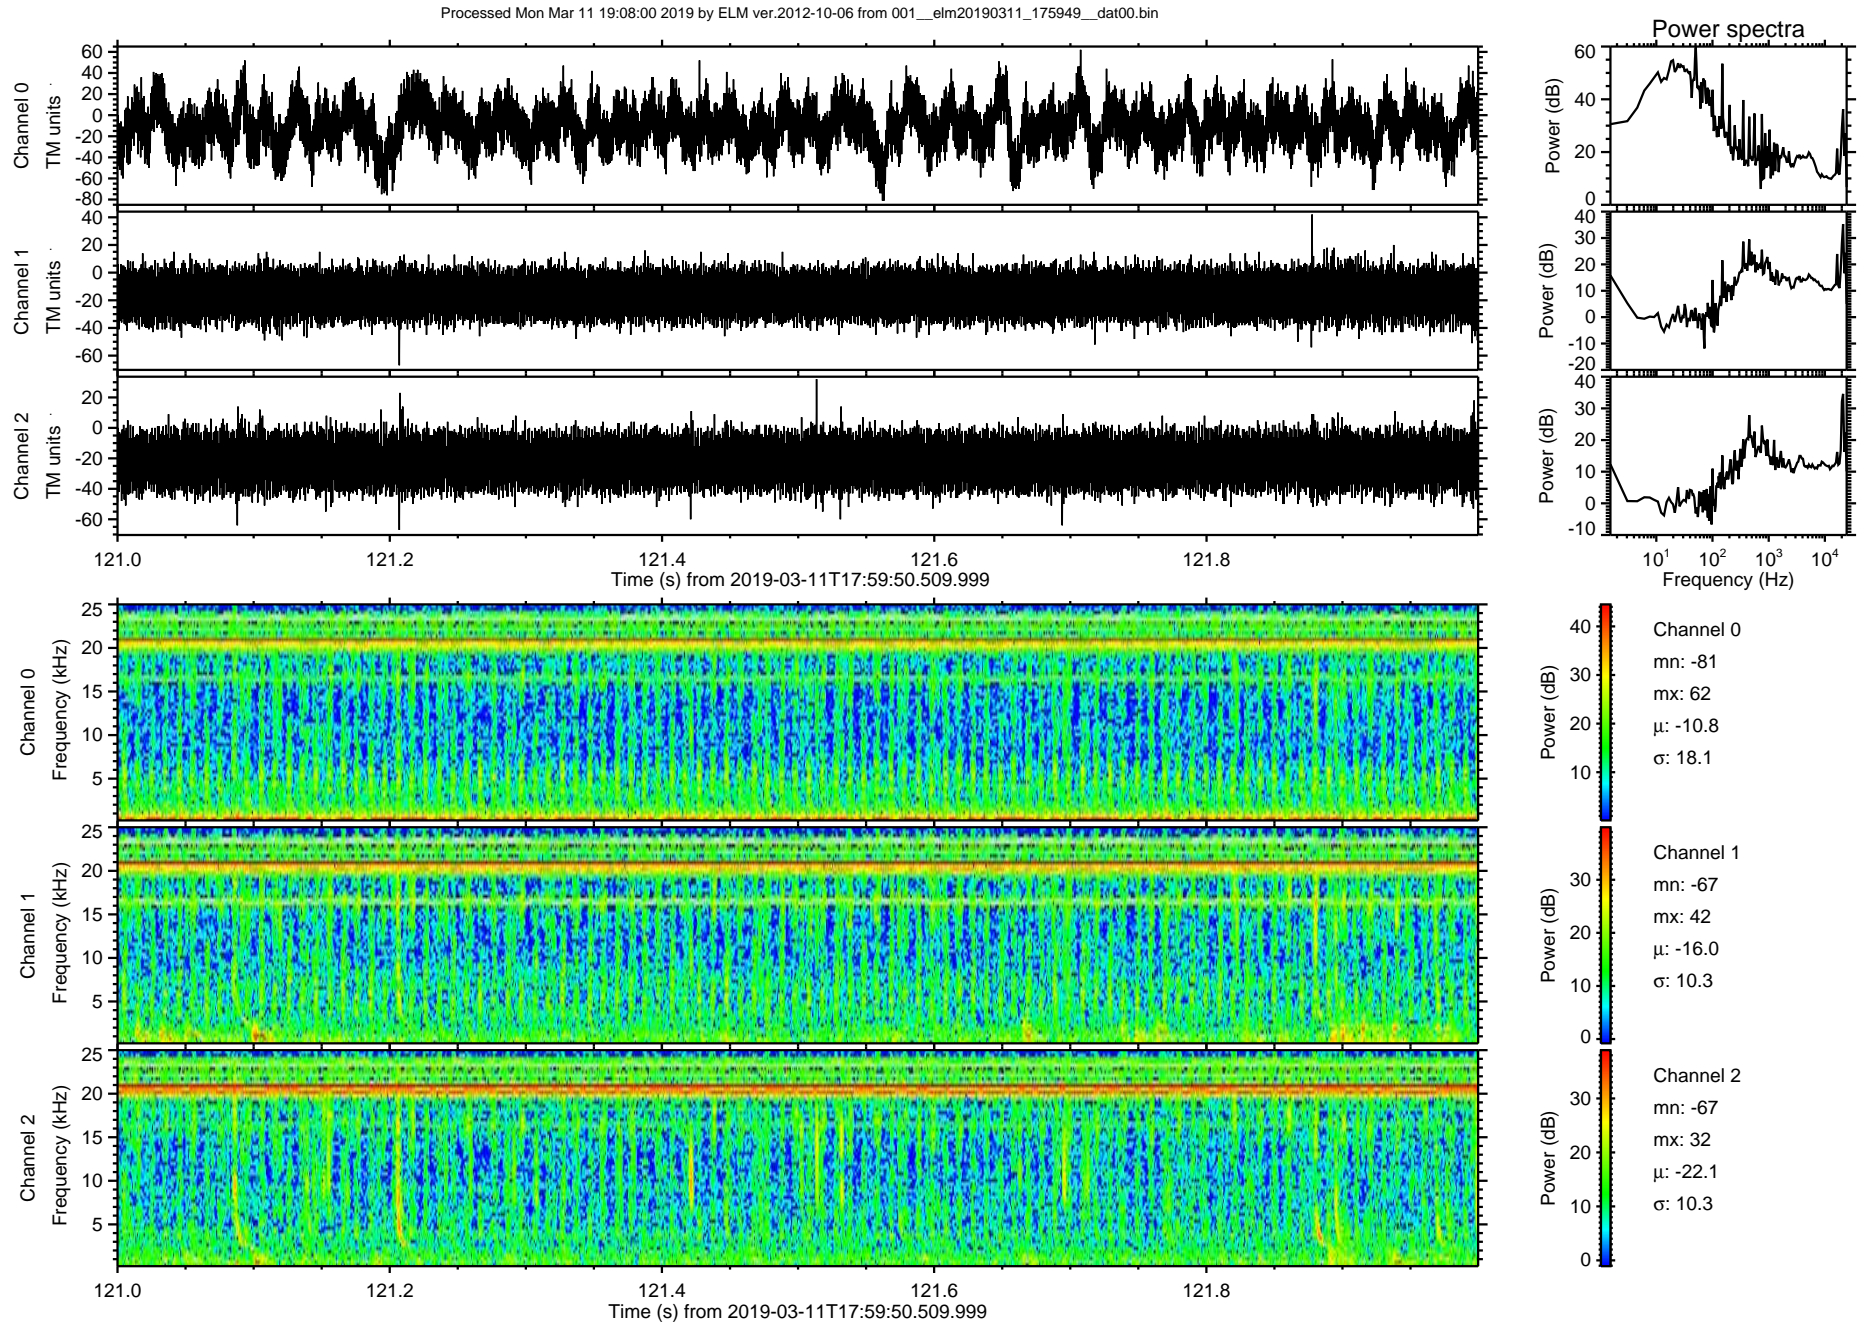 Processed Mon Mar 11 19:08:00 2019 by ELM ver.2012-10-06 from 001__elm20190311_175949__dat00.bin
Power spectra
Channel 0
TM units
60
40
20
0
-20
-40
-60
-80
Power (dB)
60
40
20
0
Channel 1
TM units
40
20
0
-20
-40
-60
Power (dB)
40
30
20
10
0
-10
-20
Channel 2
TM units
20
0
-20
-40
-60
Power (dB)
40
30
20
10
0
-10
121.0 121.2 121.4 121.6 121.8
Time (s) from 2019-03-11T17:59:50.509.999
10^1 10^2 10^3 10^4
Frequency (Hz)
Channel 0
Frequency (kHz)
25
20
15
10
5
Power (dB)
40
30
20
10
Channel 0
mn: -81
mx: 62
μ: -10.8
σ: 18.1
Channel 1
Frequency (kHz)
25
20
15
10
5
Power (dB)
30
20
10
0
Channel 1
mn: -67
mx: 42
μ: -16.0
σ: 10.3
Channel 2
Frequency (kHz)
25
20
15
10
5
Power (dB)
30
20
10
0
Channel 2
mn: -67
mx: 32
μ: -22.1
σ: 10.3
121.0 121.2 121.4 121.6 121.8
Time (s) from 2019-03-11T17:59:50.509.999